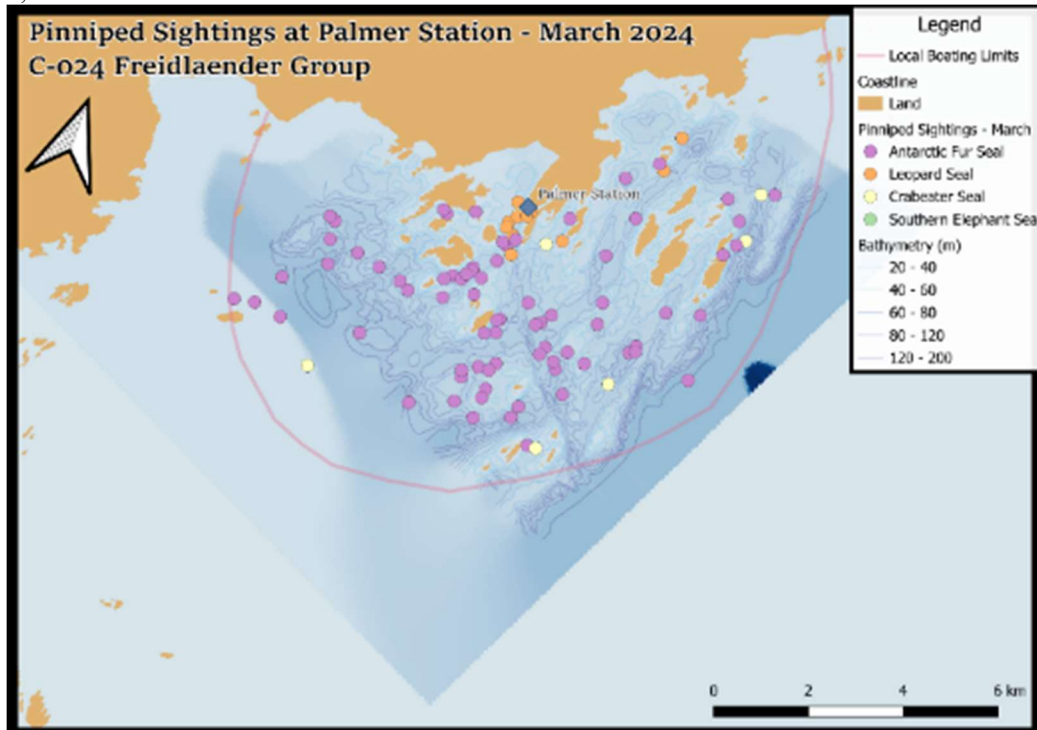 Pinniped Sightings at Palmer Station - March 2024
C-024 Freidlaender Group
Legend
Local Boating Limits
Coastline
Land
Pinniped Sightings - March
Antarctic Fur Seal
Leopard Seal
Crabeater Seal
Southern Elephant Sea
Bathymetry (m)
20 - 40
40 - 60
60 - 80
80 - 120
120 - 200
Palmer Station
0 2 4 6 km